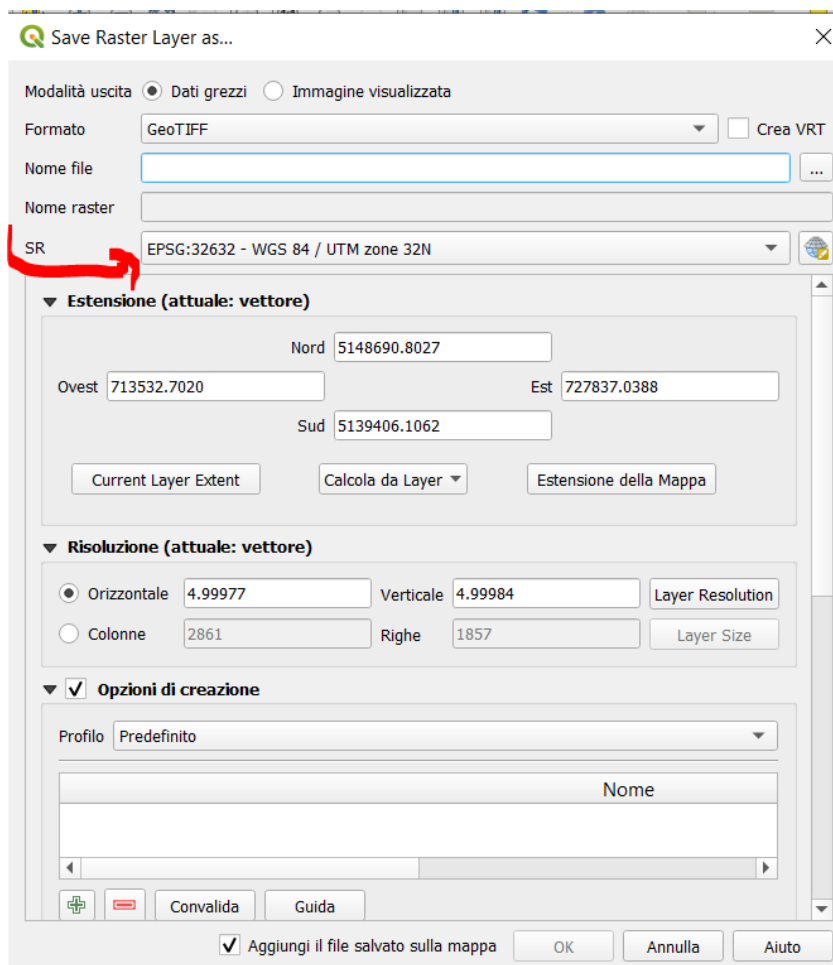 Save Raster Layer as...
Modalità uscita Dati grezzi Immagine visualizzata
Formato GeoTIFF Crea VRT
Nome file ...
Nome raster
SR EPSG:32632 - WGS 84 / UTM zone 32N
Estensione (attuale: vettore)
Nord 5148690.8027
Ovest 713532.7020 Est 727837.0388
Sud 5139406.1062
Current Layer Extent Calcola da Layer Estensione della Mappa
Risoluzione (attuale: vettore)
Orizzontale 4.99977 Verticale 4.99984 Layer Resolution
Colonne 2861 Righe 1857 Layer Size
Opzioni di creazione
Profilo Predefinito
Nome
Convalida Guida
Aggiungi il file salvato sulla mappa OK Annulla Aiuto